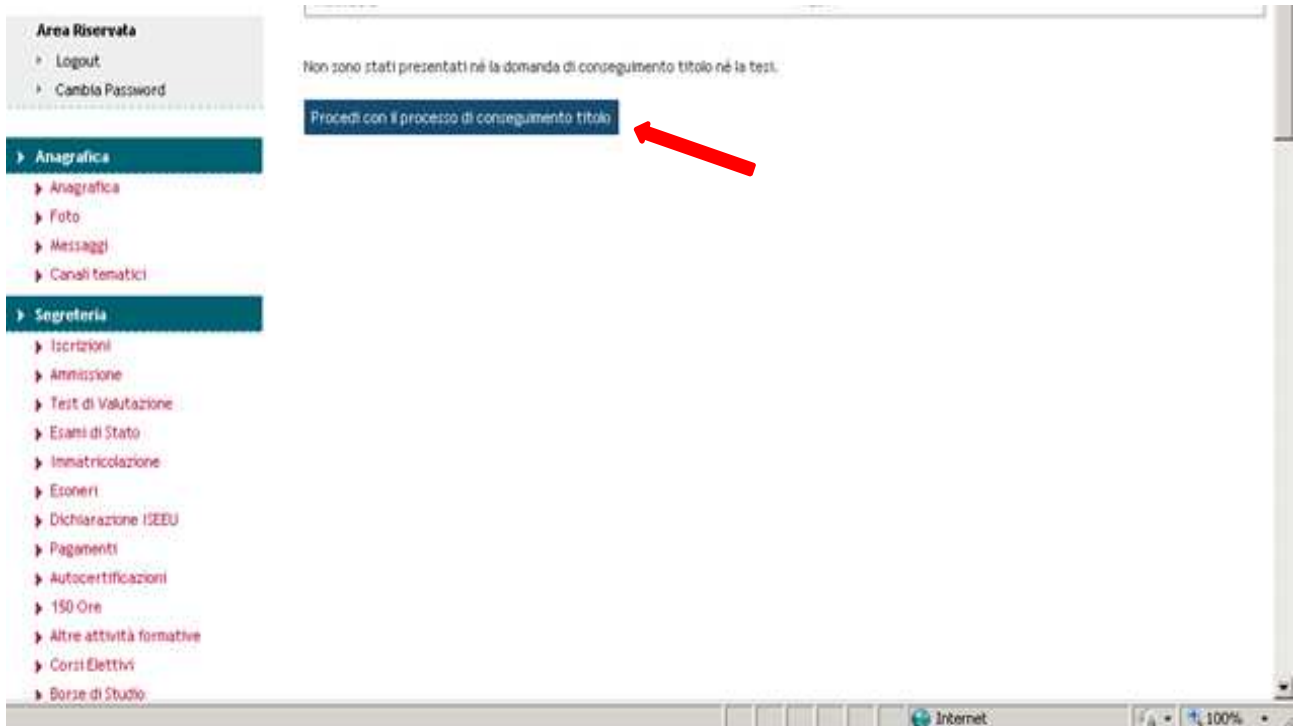 Area Riservata
Logout
Cambia Password
Non sono stati presentati né la domanda di conseguimento titolo né la tesi.
Procedi con il processo di conseguimento titolo
Anagrafica
Anagrafica
Foto
Messaggi
Canali tematici
Segreteria
Iscrizioni
Ammissione
Test di Valutazione
Esami di Stato
Immatricolazione
Esoneri
Dichiarazione ISEEU
Pagamenti
Autocertificazioni
150 Ore
Altre attività formative
Corsi Elettivi
Borse di Studio
Internet
100%